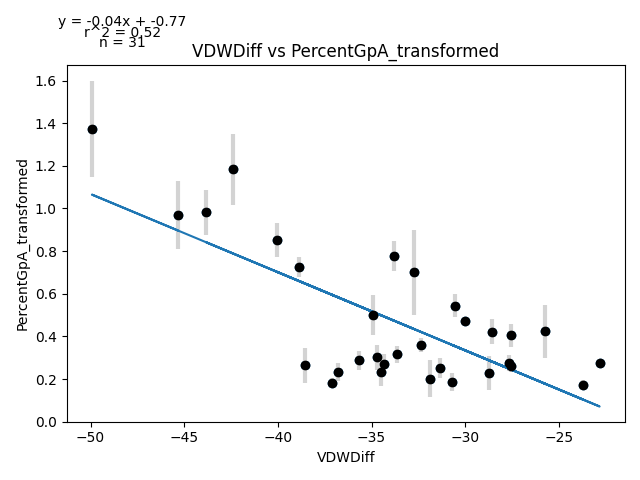 y = -0.04x + -0.77
r^2 = 0.52
n = 31
VDWDiff vs PercentGpA_transformed
1.6
1.4
1.2
1.0
0.8
0.6
0.4
0.2
0.0
PercentGpA_transformed
−50 −45 −40 −35 −30 −25
VDWDiff